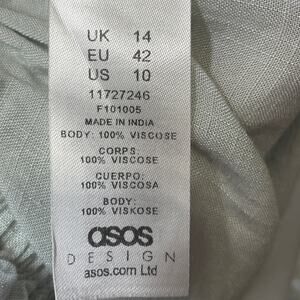 UK 14
EU 42
US 10
11727246
F101005
MADE IN INDIA
BODY: 100% VISCOSE
CORPS:
100% VISCOSE
CUERPO:
100% VISCOSA
BODY:
100% VISKOSE
asos
DESIGN
asos.com Ltd